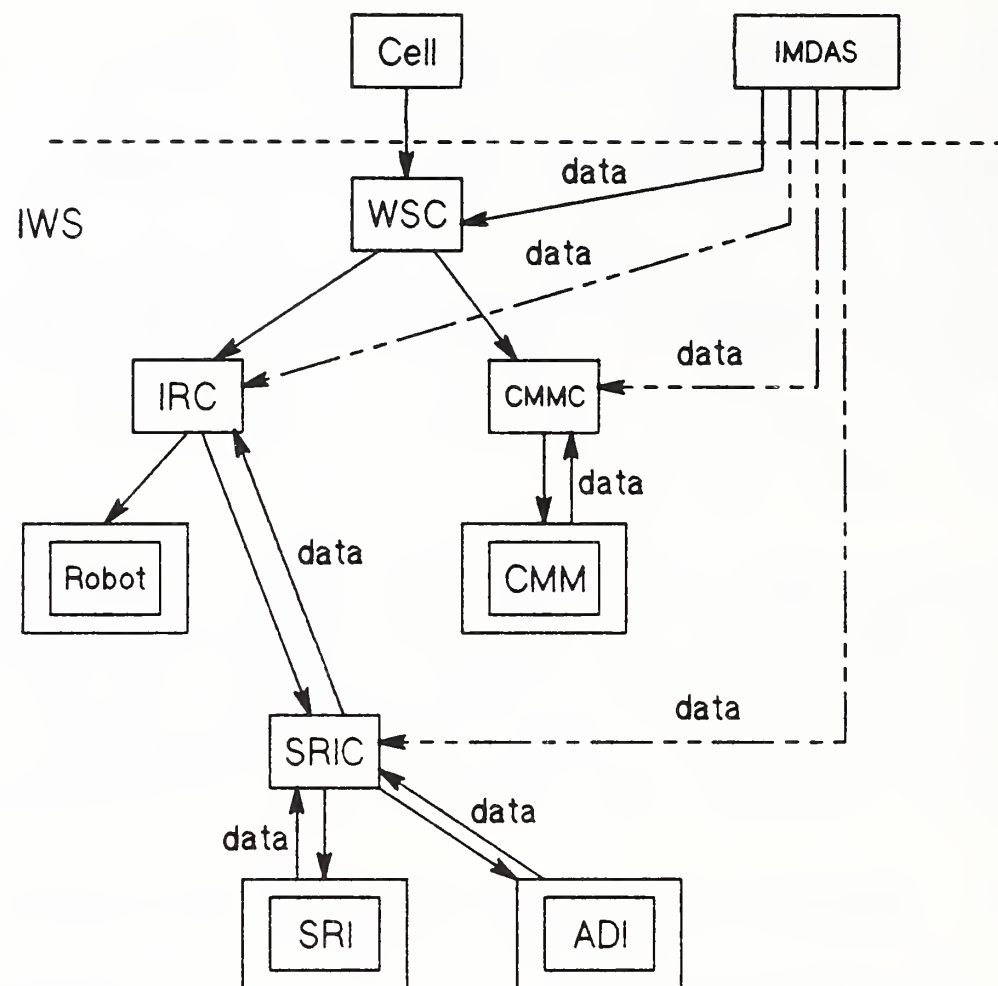 Cell
IMDAS
data
WSC
IWS
data
data
IRC
CMMC
data
data
Robot
CMM
data
SRIC
data
data
SRI
ADI